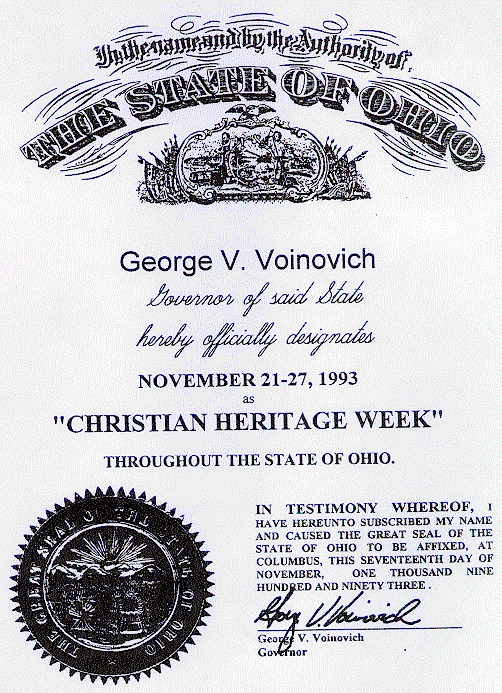 In the name and by the Authority of
THE STATE OF OHIO
George V. Voinovich
Governor of said State
hereby officially designates
NOVEMBER 21-27, 1993
as
"CHRISTIAN HERITAGE WEEK"
THROUGHOUT THE STATE OF OHIO.
THE GREAT SEAL OF THE STATE OF OHIO
IN TESTIMONY WHEREOF, I
HAVE HEREUNTO SUBSCRIBED MY NAME
AND CAUSED THE GREAT SEAL OF THE
STATE OF OHIO TO BE AFFIXED, AT
COLUMBUS, THIS SEVENTEENTH DAY OF
NOVEMBER, ONE THOUSAND NINE
HUNDRED AND NINETY THREE .
George V. Voinovich
George V. Voinovich
Governor